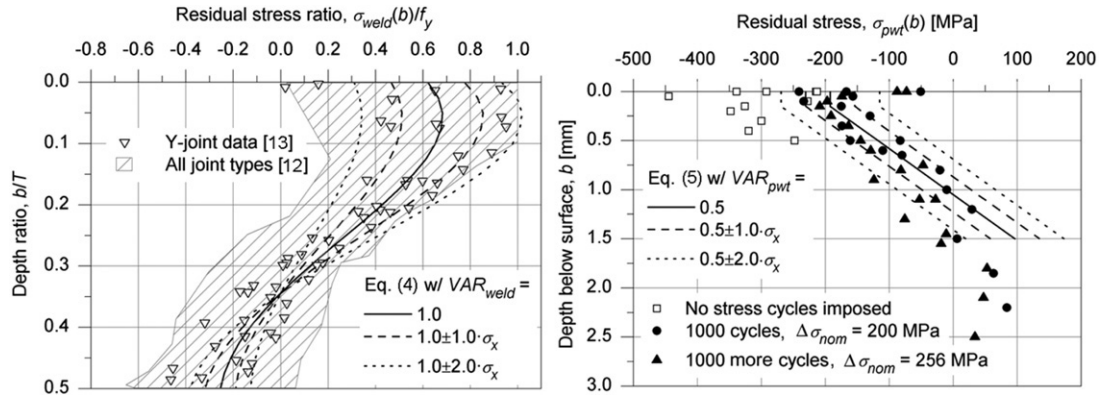 Residual stress ratio, σweld(b)/fy
-0.8 -0.6 -0.4 -0.2 0.0 0.2 0.4 0.6 0.8 1.0
0.0
0.1
0.2
0.3
0.4
0.5
Depth ratio, b/T
Y-joint data [13]
All joint types [12]
Eq. (4) w/ VARweld =
1.0
1.0±1.0·σx
1.0±2.0·σx
Residual stress, σpwt(b) [MPa]
-500 -400 -300 -200 -100 0 100 200
0.0
0.5
1.0
1.5
2.0
2.5
3.0
Depth below surface, b [mm]
Eq. (5) w/ VARpwt =
0.5
0.5±1.0·σx
0.5±2.0·σx
No stress cycles imposed
1000 cycles, Δσnom = 200 MPa
1000 more cycles, Δσnom = 256 MPa